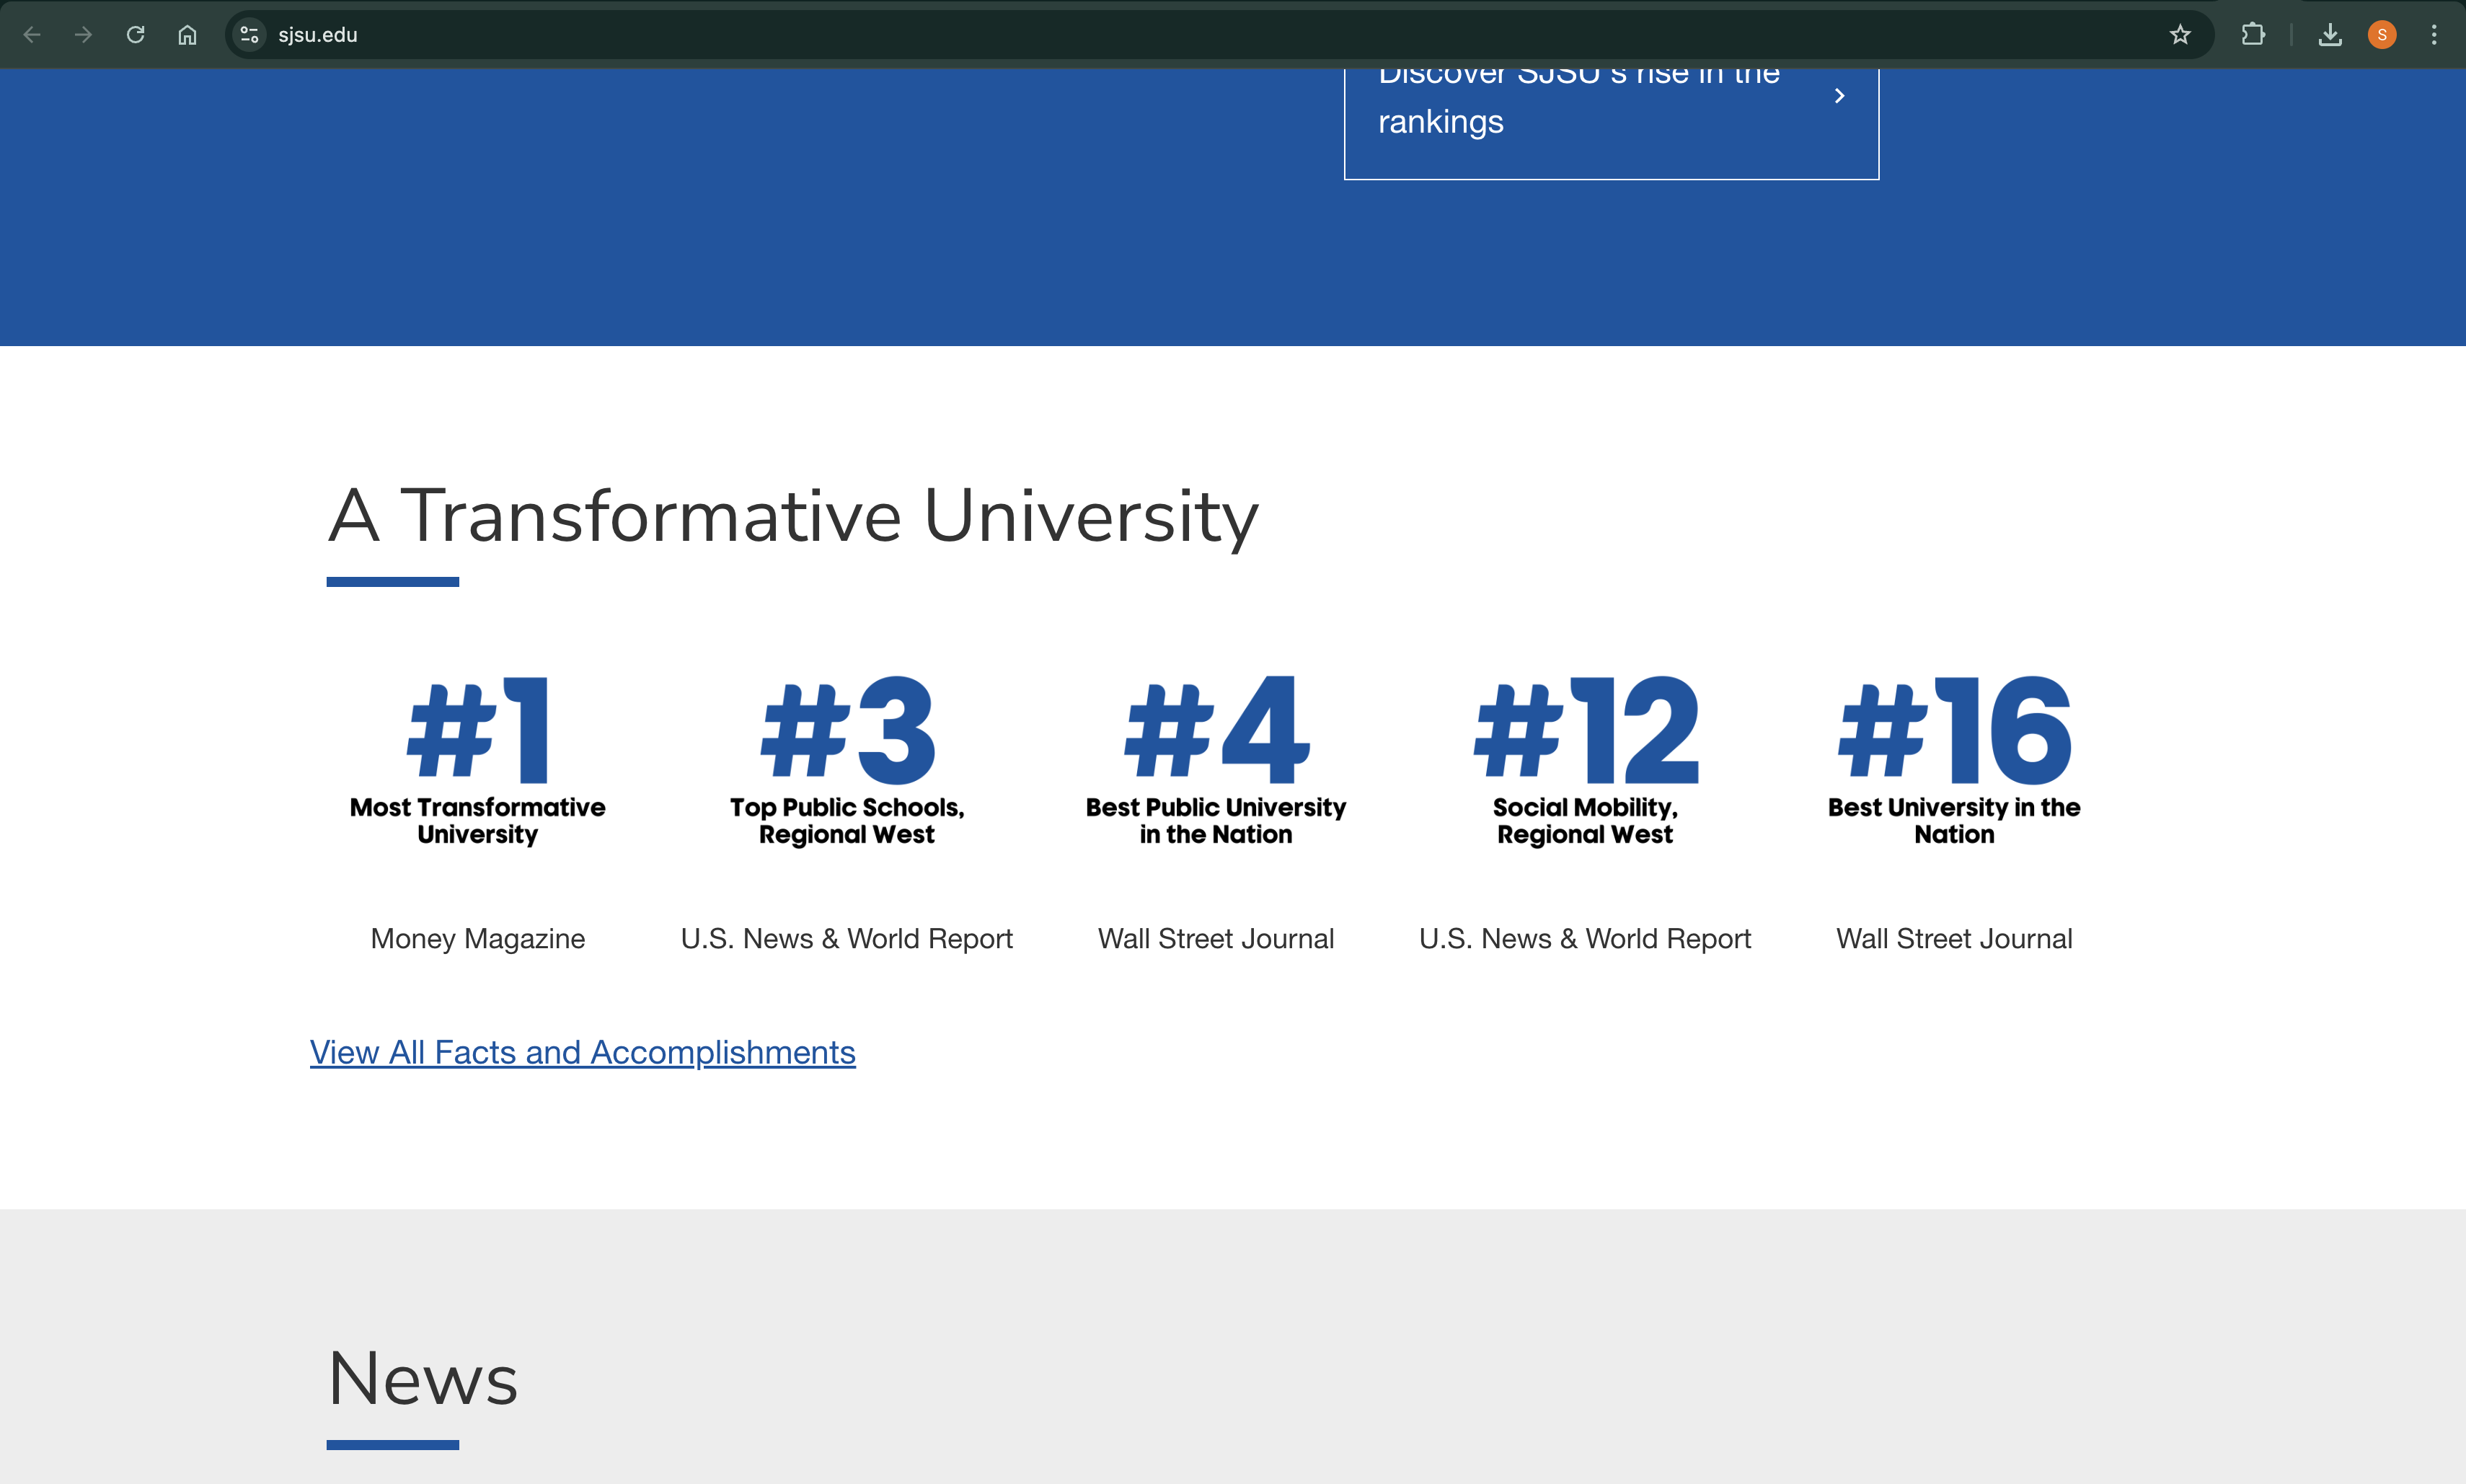 sjsu.edu
S
Discover SJSU's rise in the
rankings
A Transformative University
#1
Most Transformative
University
Money Magazine
#3
Top Public Schools,
Regional West
U.S. News & World Report
#4
Best Public University
in the Nation
Wall Street Journal
#12
Social Mobility,
Regional West
U.S. News & World Report
#16
Best University in the
Nation
Wall Street Journal
View All Facts and Accomplishments
News